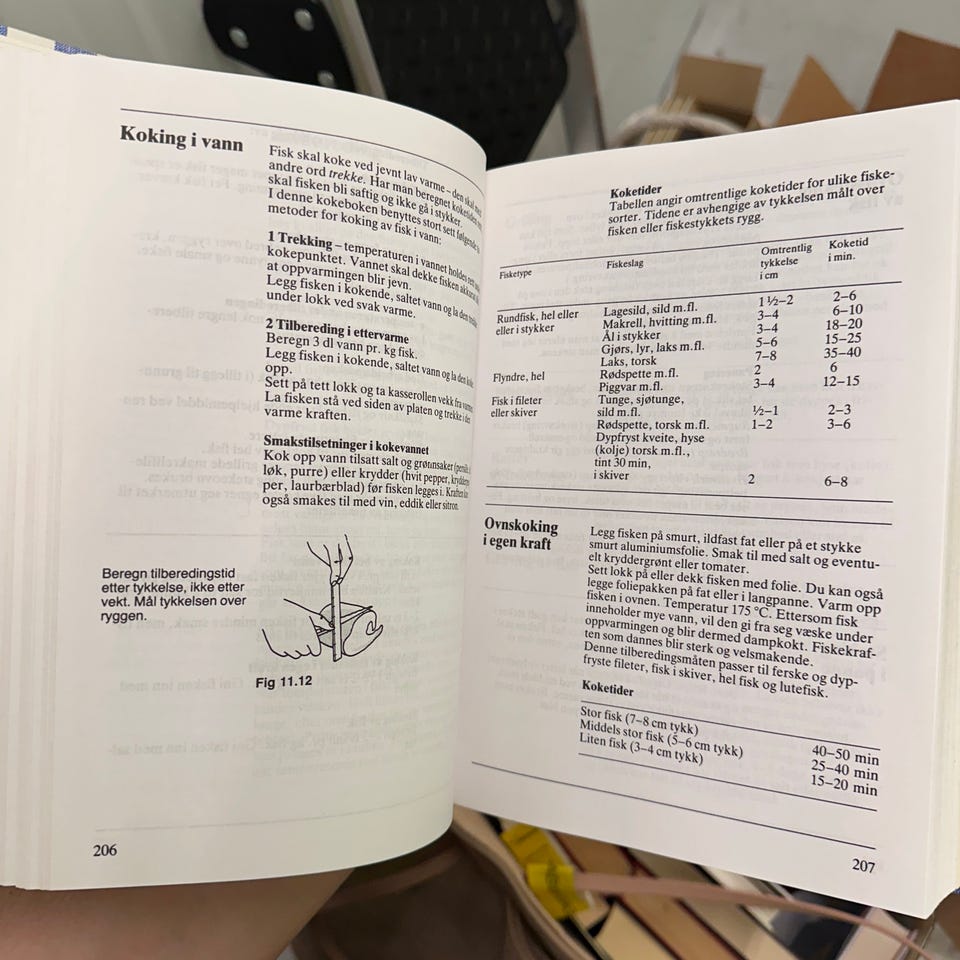 Koking i vann
Fisk skal koke ved jevnt lav varme – den skal med
andre ord trekke. Har man beregnet koketiden
skal fisken bli saftig og ikke gå i stykker.
I denne kokeboken benyttes stort sett følgende
metoder for koking av fisk i vann:
1 Trekking – temperaturen i vannet holdes
kokepunktet. Vannet skal dekke fisken
at oppvarmingen blir jevn.
Legg fisken i kokende, saltet vann og la den
under lokk ved svak varme.
2 Tilbereding i ettervarme
Beregn 3 dl vann pr. kg fisk.
Legg fisken i kokende, saltet vann og la den
opp.
Sett på tett lokk og ta kasserollen vekk fra
La fisken stå ved siden av platen og trekke i den
varme kraften.
Smakstilsetninger i kokevannet
Kok opp vann tilsatt salt og grønnsaker
løk, purre) eller krydder (hvit pepper,
per, laurbærblad) før fisken legges i. Kraften
også smakes til med vin, eddik eller sitron.
Beregn tilberedingstid
etter tykkelse, ikke etter
vekt. Mål tykkelsen over
ryggen.
Fig 11.12
206
Koketider
Tabellen angir omtrentlige koketider for ulike fiske-
sorter. Tidene er avhengige av tykkelsen målt over
fisken eller fiskestykkets rygg.
Fisketype Fiskeslag Omtrentlig tykkelse i cm Koketid i min.
Rundfisk, hel eller Lagesild, sild m.fl. 1 ½–2 2–6
eller i stykker Makrell, hvitting m.fl. 3–4 6–10
Ål i stykker 3–4 18–20
Gjørs, lyr, laks m.fl. 5–6 15–25
Laks, torsk 7–8 35–40
Flyndre, hel Rødspette m.fl. 2 6
Piggvar m.fl. 3–4 12–15
Fisk i fileter Tunge, sjøtunge,
eller skiver sild m.fl. ½–1 2–3
Rødspette, torsk m.fl. 1–2 3–6
Dypfryst kveite, hyse
(kolje) torsk m.fl.,
tint 30 min,
i skiver 2 6–8
Ovnskoking
i egen kraft
Legg fisken på smurt, ildfast fat eller på et stykke
smurt aluminiumsfolie. Smak til med salt og eventu-
elt kryddergrønt eller tomater.
Sett lokk på eller dekk fisken med folie. Du kan også
legge foliepakken på fat eller i langpanne. Varm opp
fisken i ovnen. Temperatur 175 °C. Ettersom fisk
inneholder mye vann, vil den gi fra seg væske under
oppvarmingen og blir dermed dampkokt. Fiskekraf-
ten som dannes blir sterk og velsmakende.
Denne tilberedingsmåten passer til ferske og dyp-
fryste fileter, fisk i skiver, hel fisk og lutefisk.
Koketider
Stor fisk (7–8 cm tykk) 40–50 min
Middels stor fisk (5–6 cm tykk) 25–40 min
Liten fisk (3–4 cm tykk) 15–20 min
207